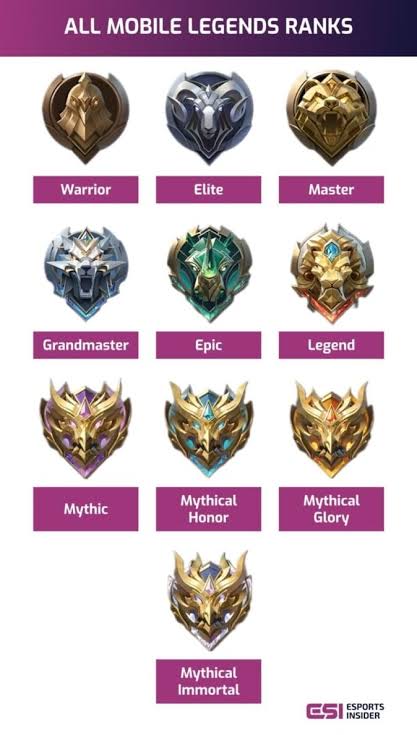 ALL MOBILE LEGENDS RANKS
Warrior
Elite
Master
Grandmaster
Epic
Legend
Mythic
Mythical
Honor
Mythical
Glory
Mythical
Immortal
ESI ESPORTS
INSIDER